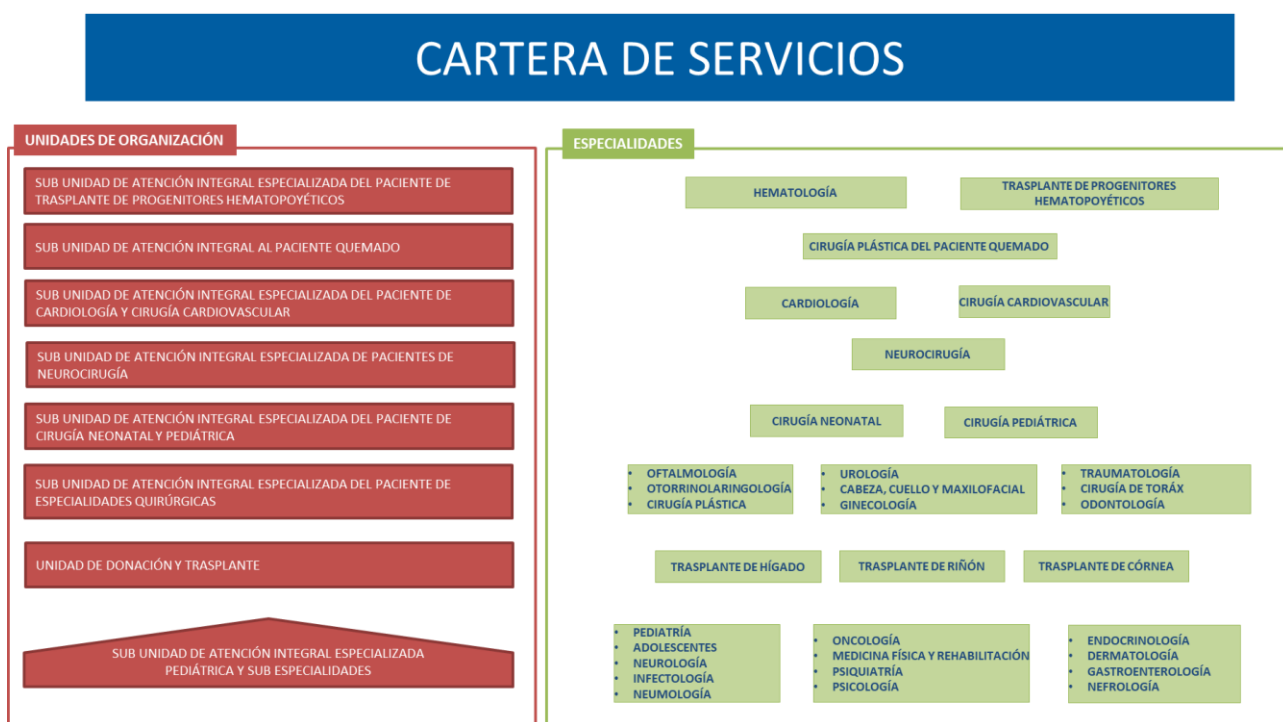 CARTERA DE SERVICIOS
UNIDADES DE ORGANIZACIÓN
SUB UNIDAD DE ATENCIÓN INTEGRAL ESPECIALIZADA DEL PACIENTE DE
TRASPLANTE DE PROGENITORES HEMATOPOYÉTICOS
SUB UNIDAD DE ATENCIÓN INTEGRAL AL PACIENTE QUEMADO
SUB UNIDAD DE ATENCIÓN INTEGRAL ESPECIALIZADA DEL PACIENTE DE
CARDIOLOGÍA Y CIRUGÍA CARDIOVASCULAR
SUB UNIDAD DE ATENCIÓN INTEGRAL ESPECIALIZADA DE PACIENTES DE
NEUROCIRUGÍA
SUB UNIDAD DE ATENCIÓN INTEGRAL ESPECIALIZADA DEL PACIENTE DE
CIRUGÍA NEONATAL Y PEDIÁTRICA
SUB UNIDAD DE ATENCIÓN INTEGRAL ESPECIALIZADA DEL PACIENTE DE
ESPECIALIDADES QUIRÚRGICAS
UNIDAD DE DONACIÓN Y TRASPLANTE
SUB UNIDAD DE ATENCIÓN INTEGRAL ESPECIALIZADA
PEDIÁTRICA Y SUB ESPECIALIDADES
ESPECIALIDADES
HEMATOLOGÍA
TRASPLANTE DE PROGENITORES
HEMATOPOYÉTICOS
CIRUGÍA PLÁSTICA DEL PACIENTE QUEMADO
CARDIOLOGÍA
CIRUGÍA CARDIOVASCULAR
NEUROCIRUGÍA
CIRUGÍA NEONATAL
CIRUGÍA PEDIÁTRICA
• OFTALMOLOGÍA
• OTORRINOLARINGOLOGÍA
• CIRUGÍA PLÁSTICA
• UROLOGÍA
• CABEZA, CUELLO Y MAXILOFACIAL
• GINECOLOGÍA
• TRAUMATOLOGÍA
• CIRUGÍA DE TORÁX
• ODONTOLOGÍA
TRASPLANTE DE HÍGADO
TRASPLANTE DE RIÑÓN
TRASPLANTE DE CÓRNEA
• PEDIATRÍA
• ADOLESCENTES
• NEUROLOGÍA
• INFECTOLOGÍA
• NEUMOLOGÍA
• ONCOLOGÍA
• MEDICINA FÍSICA Y REHABILITACIÓN
• PSIQUIATRÍA
• PSICOLOGÍA
• ENDOCRINOLOGÍA
• DERMATOLOGÍA
• GASTROENTEROLOGÍA
• NEFROLOGÍA